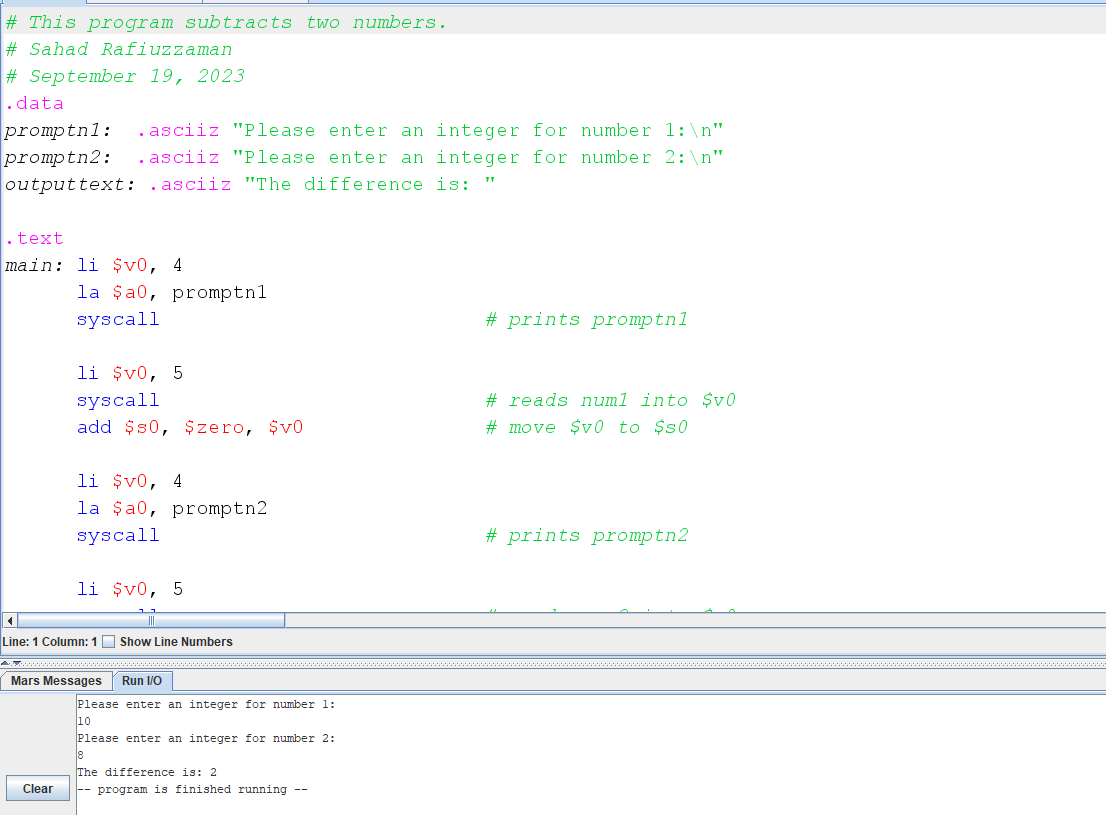 # This program subtracts two numbers.
# Sahad Rafiuzzaman
# September 19, 2023
.data
promptn1:  .asciiz "Please enter an integer for number 1:\n"
promptn2:  .asciiz "Please enter an integer for number 2:\n"
outputtext: .asciiz "The difference is: "
.text
main: li $v0, 4
la $a0, promptn1
syscall # prints promptn1
li $v0, 5
syscall # reads num1 into $v0
add $s0, $zero, $v0 # move $v0 to $s0
li $v0, 4
la $a0, promptn2
syscall # prints promptn2
li $v0, 5
Line: 1 Column: 1 Show Line Numbers
Mars Messages Run I/O
Please enter an integer for number 1:
10
Please enter an integer for number 2:
8
The difference is: 2
-- program is finished running --
Clear